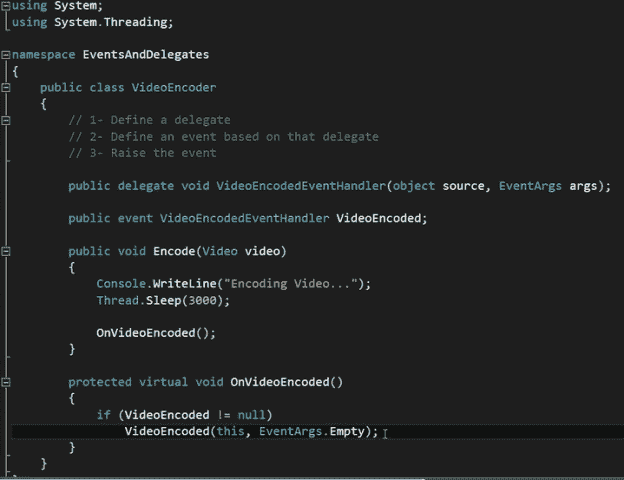 using System;
using System.Threading;
namespace EventsAndDelegates
{
public class VideoEncoder
{
// 1- Define a delegate
// 2- Define an event based on that delegate
// 3- Raise the event
public delegate void VideoEncodedEventHandler(object source, EventArgs args);
public event VideoEncodedEventHandler VideoEncoded;
public void Encode(Video video)
{
Console.WriteLine("Encoding Video...");
Thread.Sleep(3000);
OnVideoEncoded();
}
protected virtual void OnVideoEncoded()
{
if (VideoEncoded != null)
VideoEncoded(this, EventArgs.Empty);
}
}